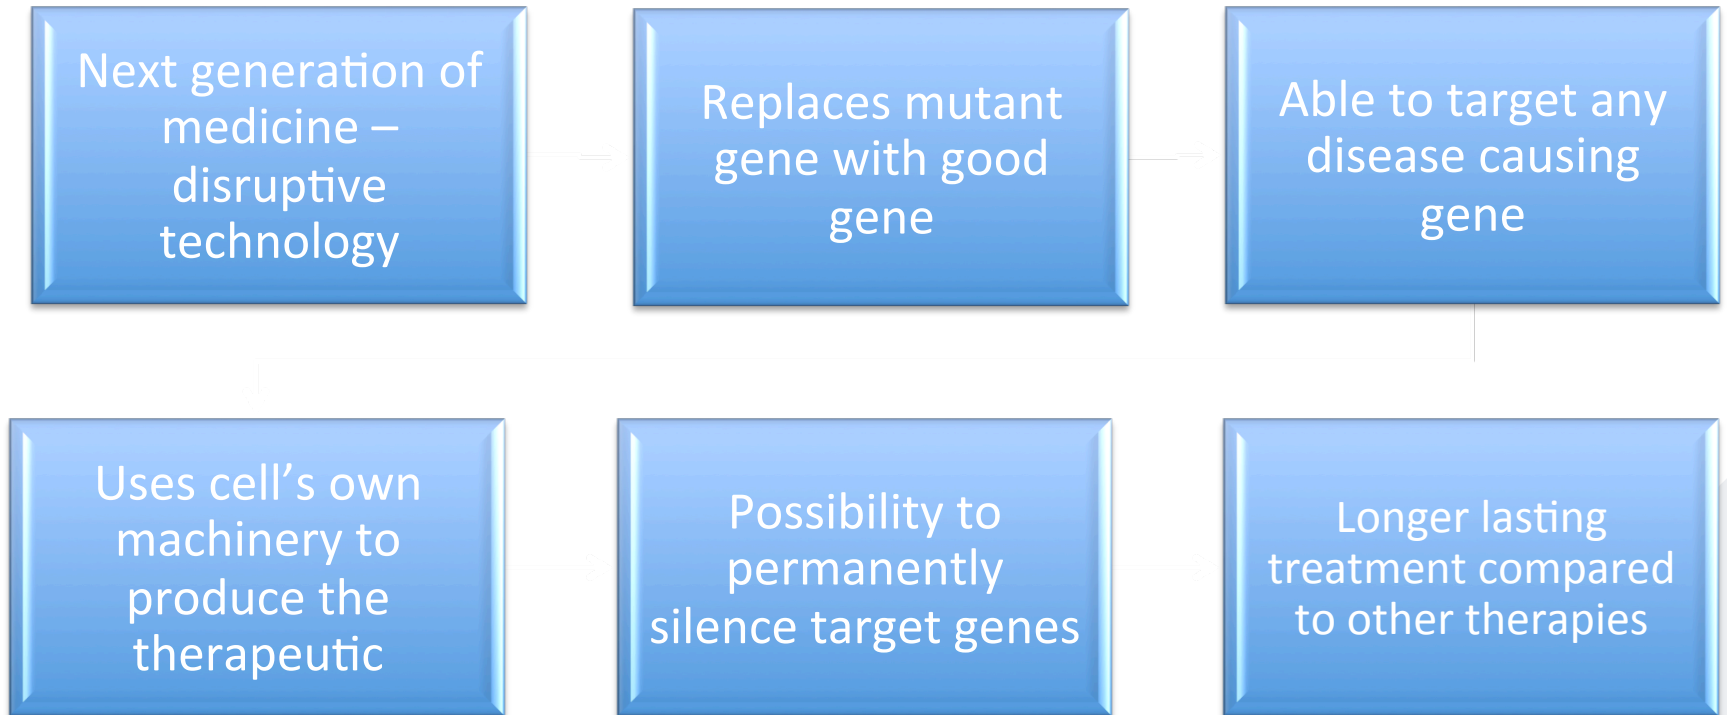 Next generation of
medicine –
disruptive
technology
Replaces mutant
gene with good
gene
Able to target any
disease causing
gene
Uses cell’s own
machinery to
produce the
therapeutic
Possibility to
permanently
silence target genes
Longer lasting
treatment compared
to other therapies